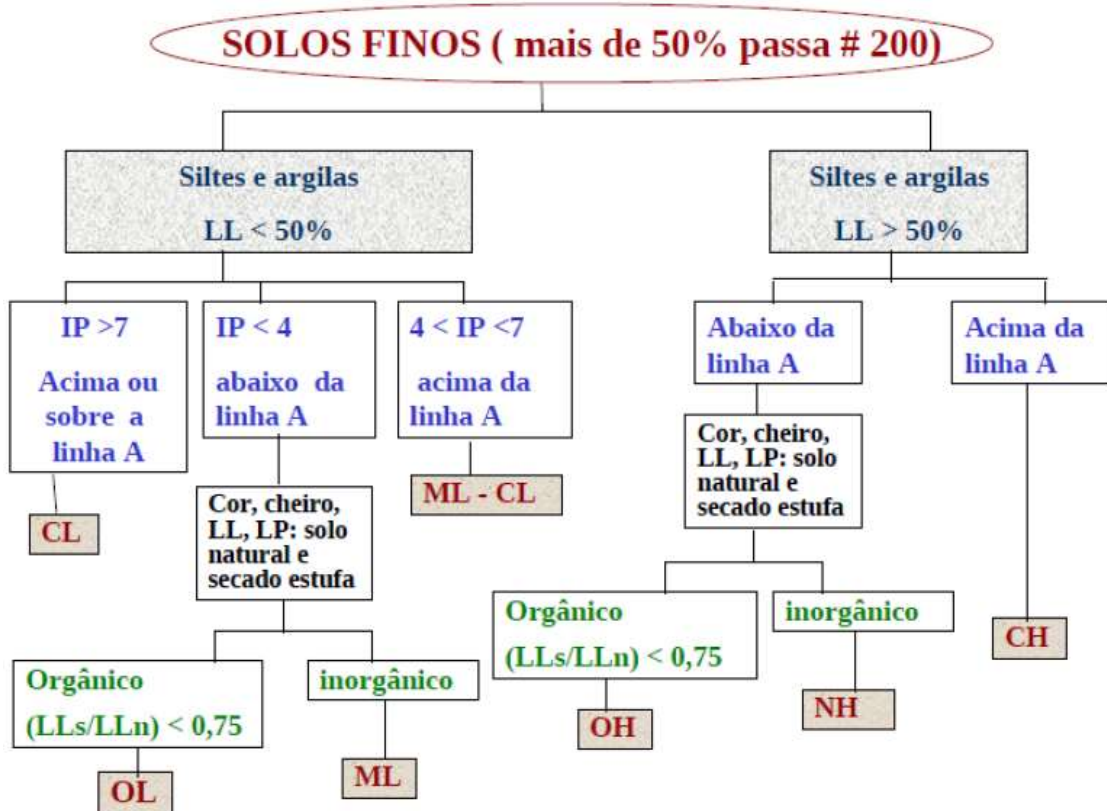 SOLOS FINOS ( mais de 50% passa # 200)
Siltes e argilas
LL < 50%
Siltes e argilas
LL > 50%
IP >7
Acima ou
sobre a
linha A
IP < 4
abaixo da
linha A
4 < IP <7
acima da
linha A
Abaixo da
linha A
Acima da
linha A
CL
Cor, cheiro,
LL, LP: solo
natural e
secado estufa
ML - CL
Cor, cheiro,
LL, LP: solo
natural e
secado estufa
Orgânico
(LLs/LLn) < 0,75
inorgânico
Orgânico
(LLs/LLn) < 0,75
inorgânico
CH
OL
ML
OH
NH